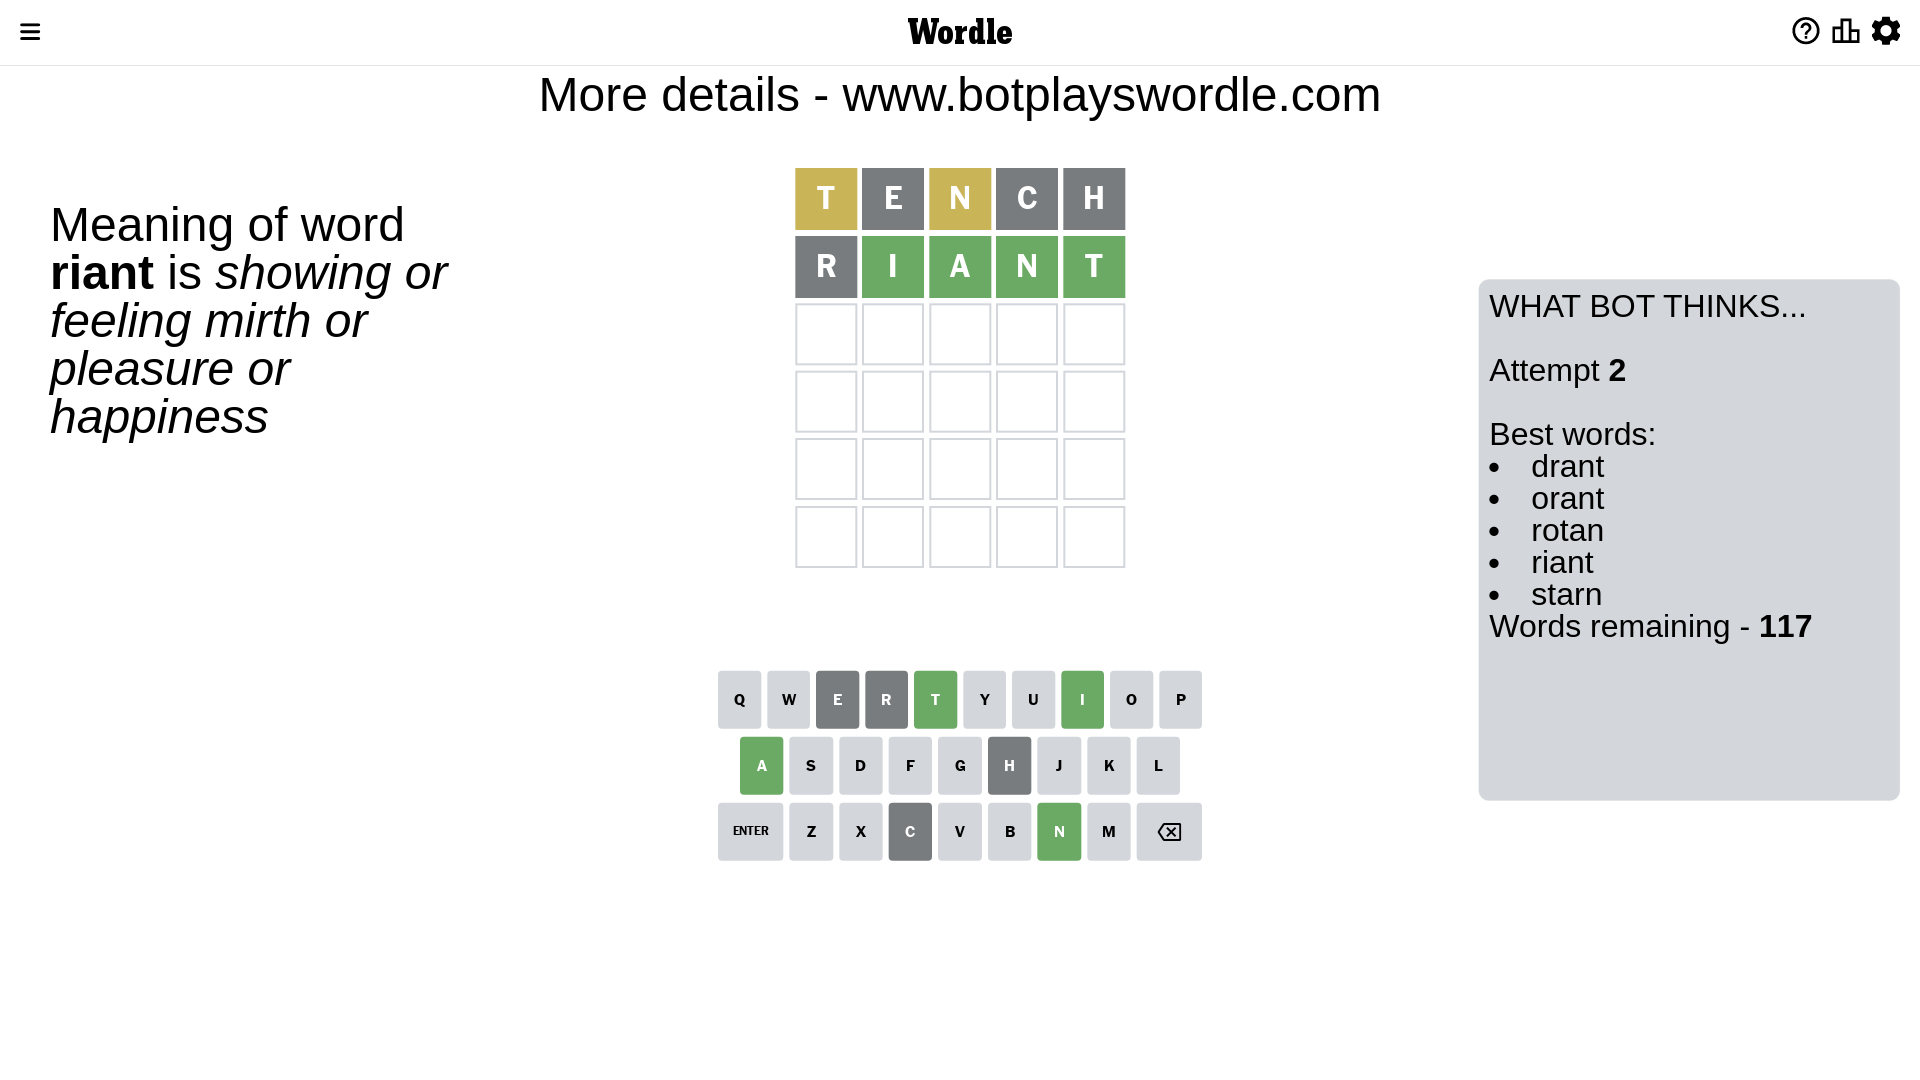 Wordle
More details - www.botplayswordle.com
Meaning of word
riant is showing or
feeling mirth or
pleasure or
happiness
T E N C H
R I A N T
WHAT BOT THINKS...
Attempt 2
Best words:
• drant
• orant
• rotan
• riant
• starn
Words remaining - 117
Q W E R T Y U I O P
A S D F G H J K L
ENTER Z X C V B N M